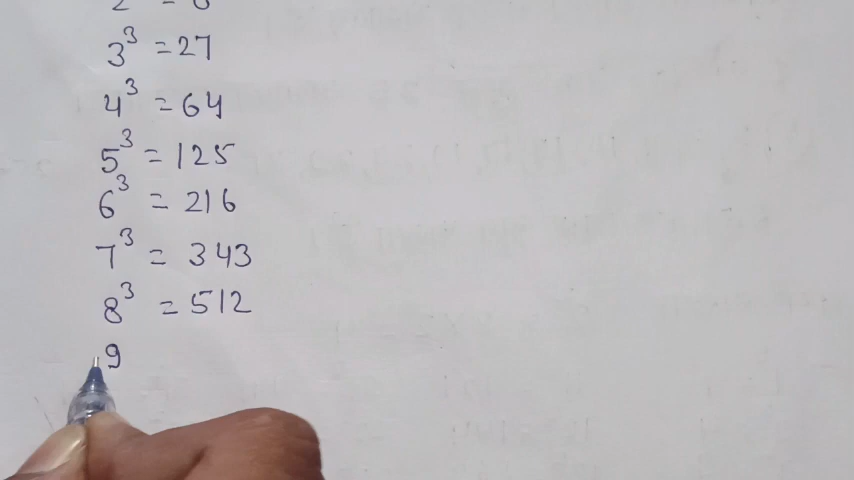 3³ = 27
4³ = 64
5³ = 125
6³ = 216
7³ = 343
8³ = 512
9